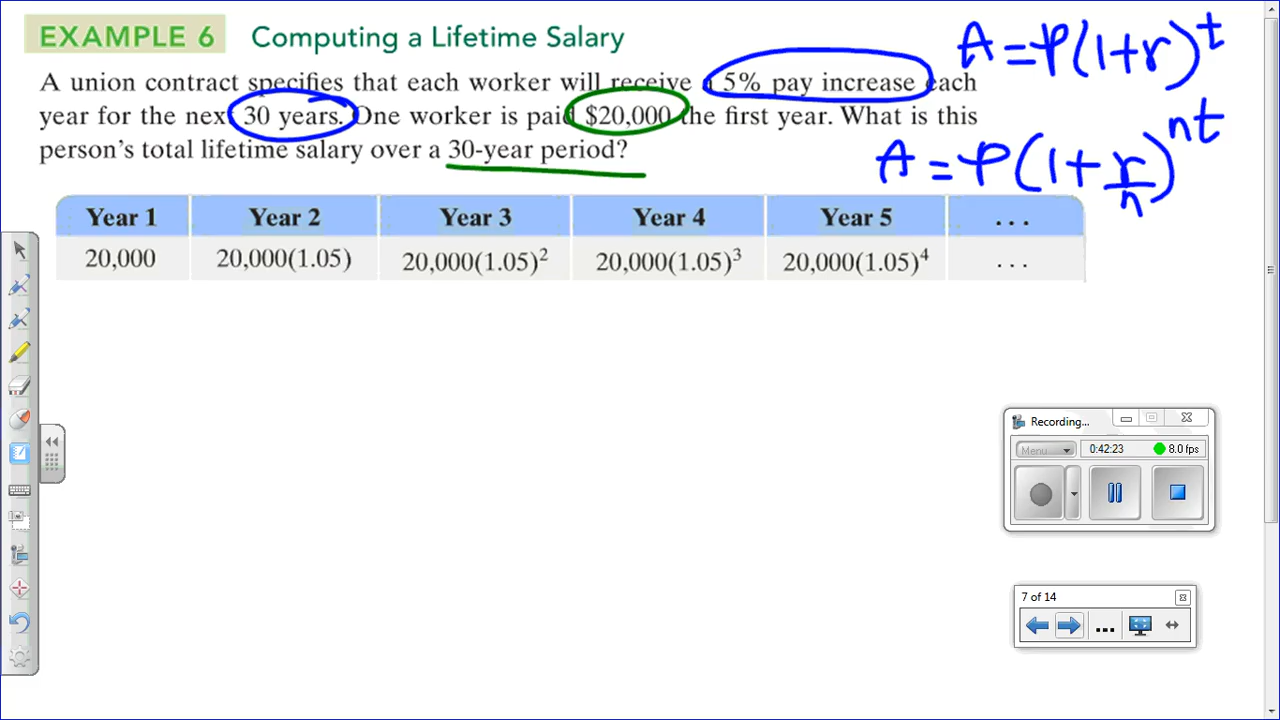 EXAMPLE 6 Computing a Lifetime Salary
A = P(1+r)^t
A union contract specifies that each worker will receive a 5% pay increase each
year for the next 30 years. One worker is paid $20,000 the first year. What is this
person's total lifetime salary over a 30-year period?
A = P(1+r/n)^nt
Year 1 Year 2 Year 3 Year 4 Year 5 ...
20,000 20,000(1.05) 20,000(1.05)² 20,000(1.05)³ 20,000(1.05)⁴ ...
Recording...
Menu 0:42:23 8.0 fps
7 of 14
...